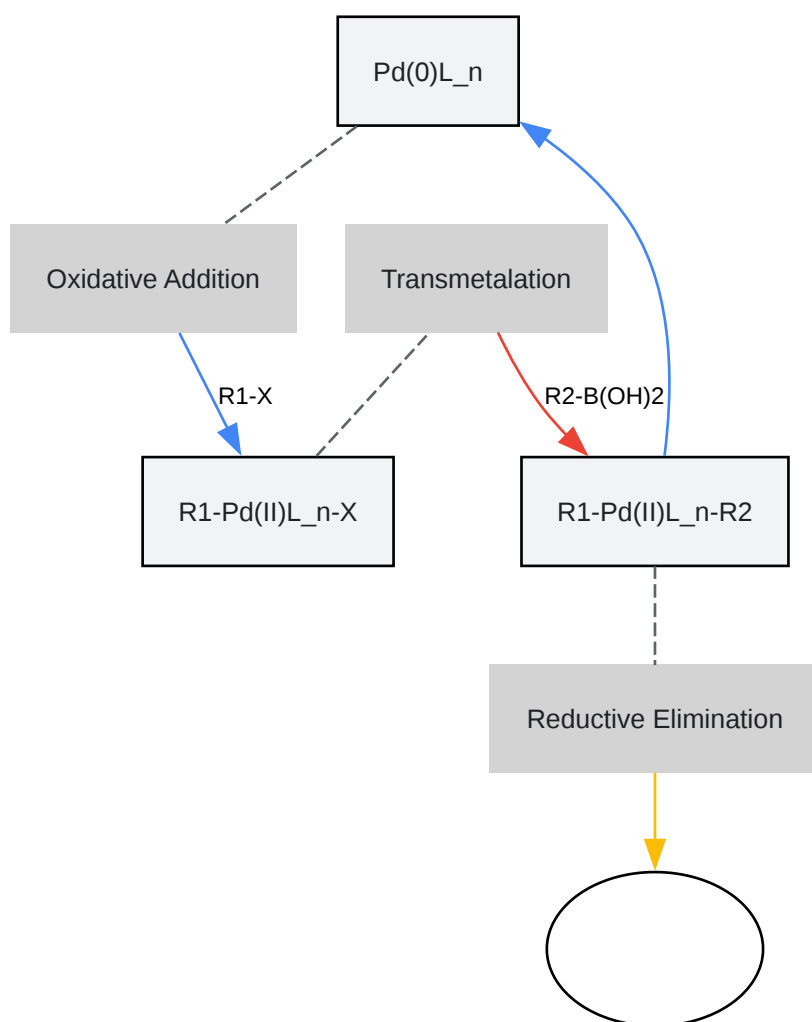 Pd(0)L_n
Oxidative Addition
Transmetalation
R1-X
R2-B(OH)2
R1-Pd(II)L_n-X
R1-Pd(II)L_n-R2
Reductive Elimination